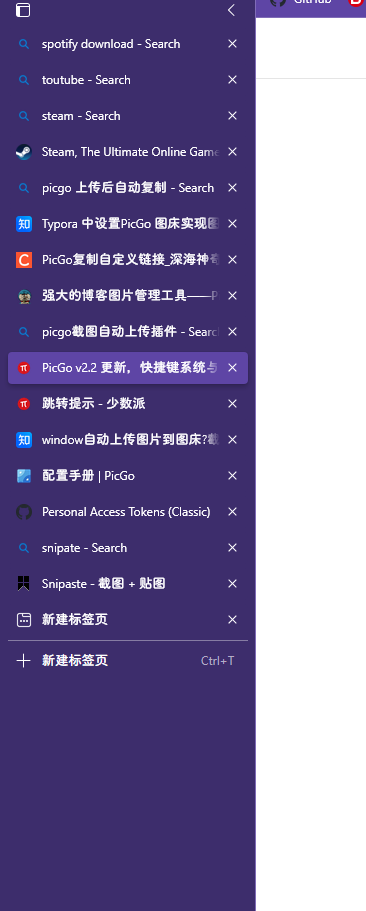 GitHub
spotify download - Search
toutube - Search
steam - Search
Steam, The Ultimate Online Game
picgo 上传后自动复制 - Search
知 Typora 中设置PicGo 图床实现图
C PicGo复制自定义链接_深海神奇
强大的博客图片管理工具——P
picgo截图自动上传插件 - Searc
π PicGo v2.2 更新，快捷键系统与
π 跳转提示 - 少数派
知 window自动上传图片到图床?截
配置手册 | PicGo
Personal Access Tokens (Classic)
snipate - Search
Snipaste - 截图 + 贴图
新建标签页
新建标签页 Ctrl+T